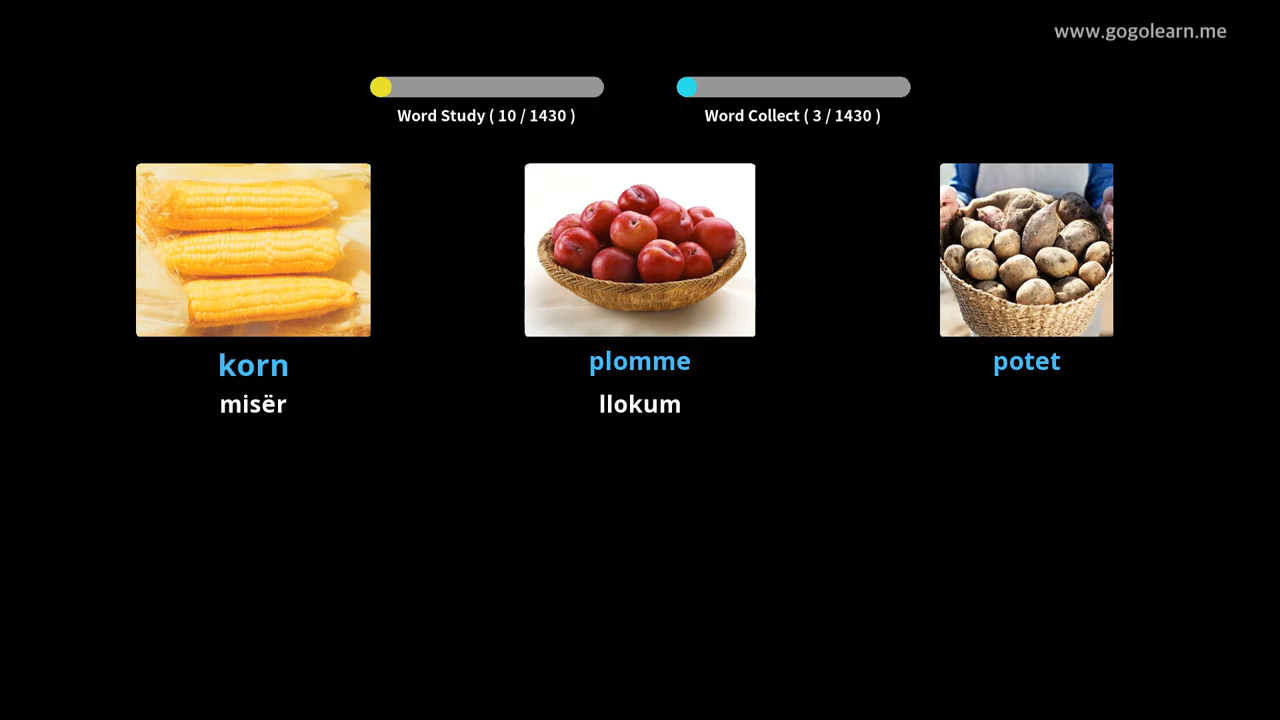 www.gogolearn.me
Word Study ( 10 / 1430 )
Word Collect ( 3 / 1430 )
korn
plomme
potet
misër
llokum